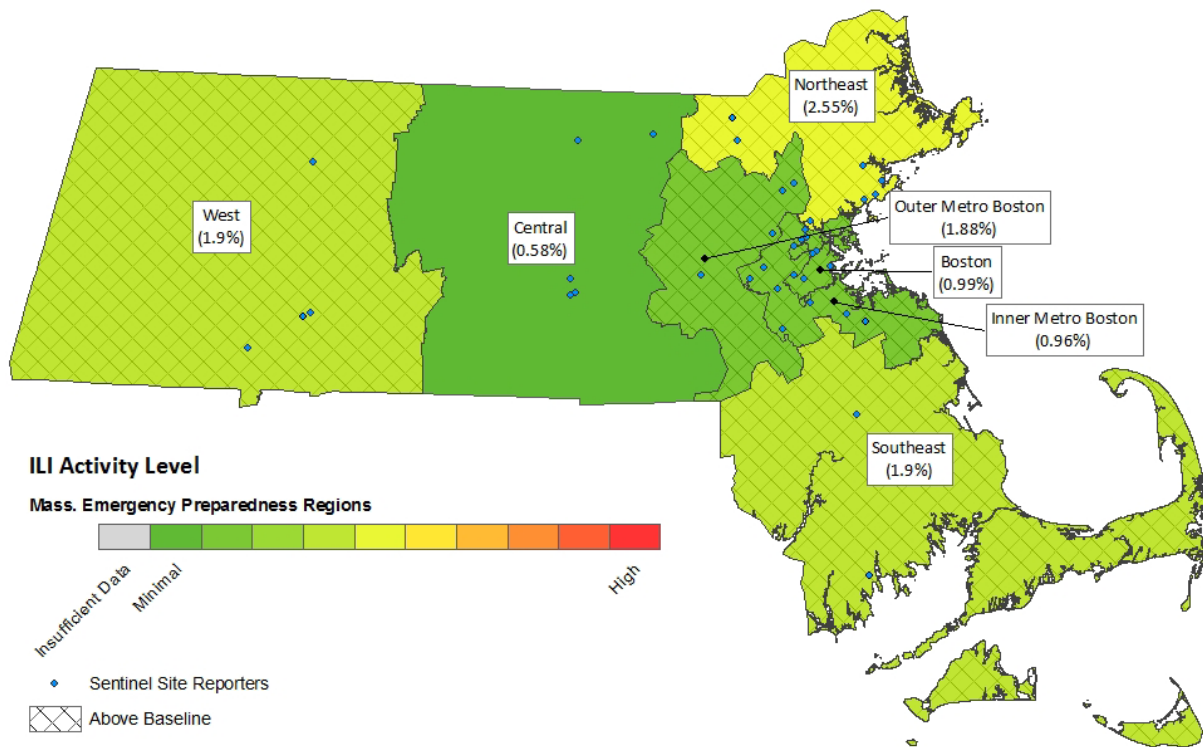 Northeast
(2.55%)
West
(1.9%)
Central
(0.58%)
Outer Metro Boston
(1.88%)
Boston
(0.99%)
Inner Metro Boston
(0.96%)
Southeast
(1.9%)
ILI Activity Level
Mass. Emergency Preparedness Regions
Insufficient Data
Minimal
High
Sentinel Site Reporters
Above Baseline